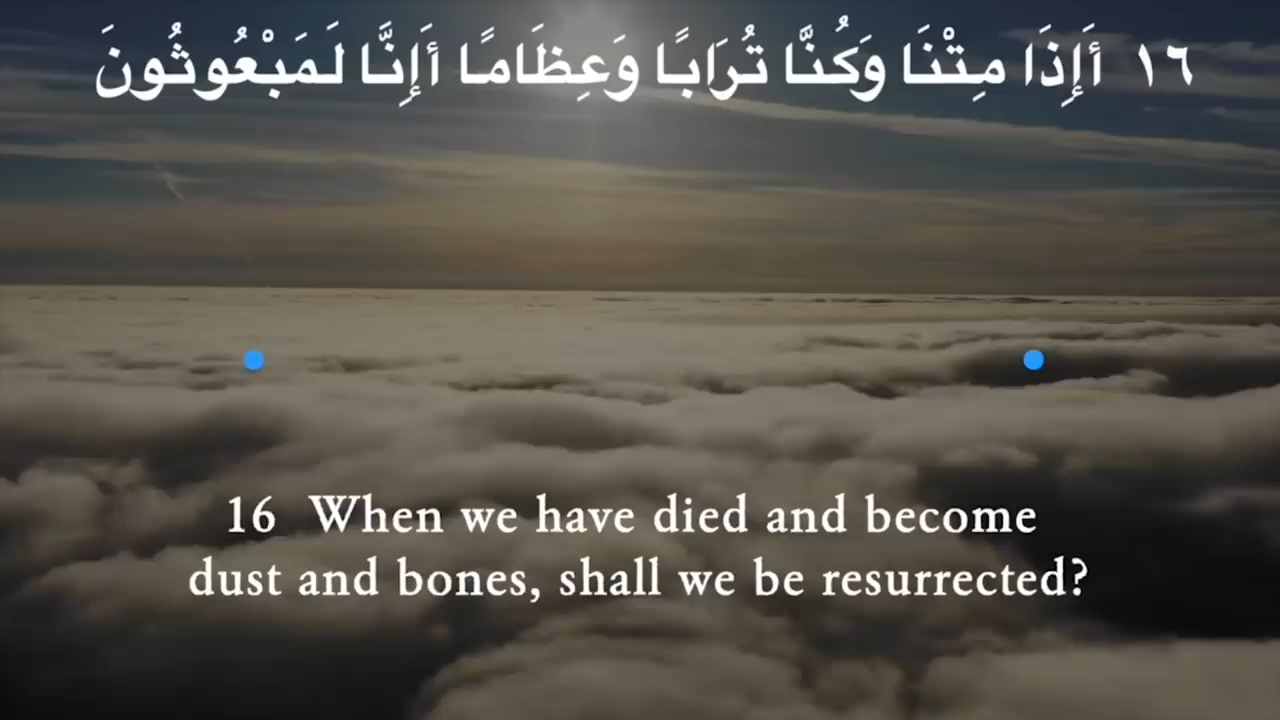 ١٦ أَإِذَا مِتْنَا وَكُنَّا تُرَابًا وَعِظَامًا أَإِنَّا لَمَبْعُوثُونَ
16 When we have died and become
dust and bones, shall we be resurrected?